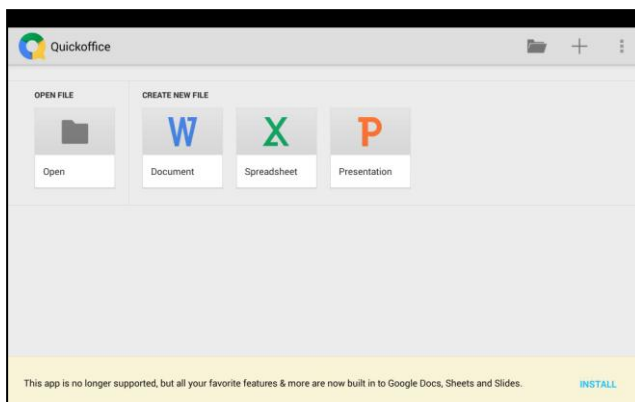 Quickoffice
OPEN FILE
CREATE NEW FILE
Open
Document
Spreadsheet
Presentation
This app is no longer supported, but all your favorite features & more are now built in to Google Docs, Sheets and Slides.
INSTALL